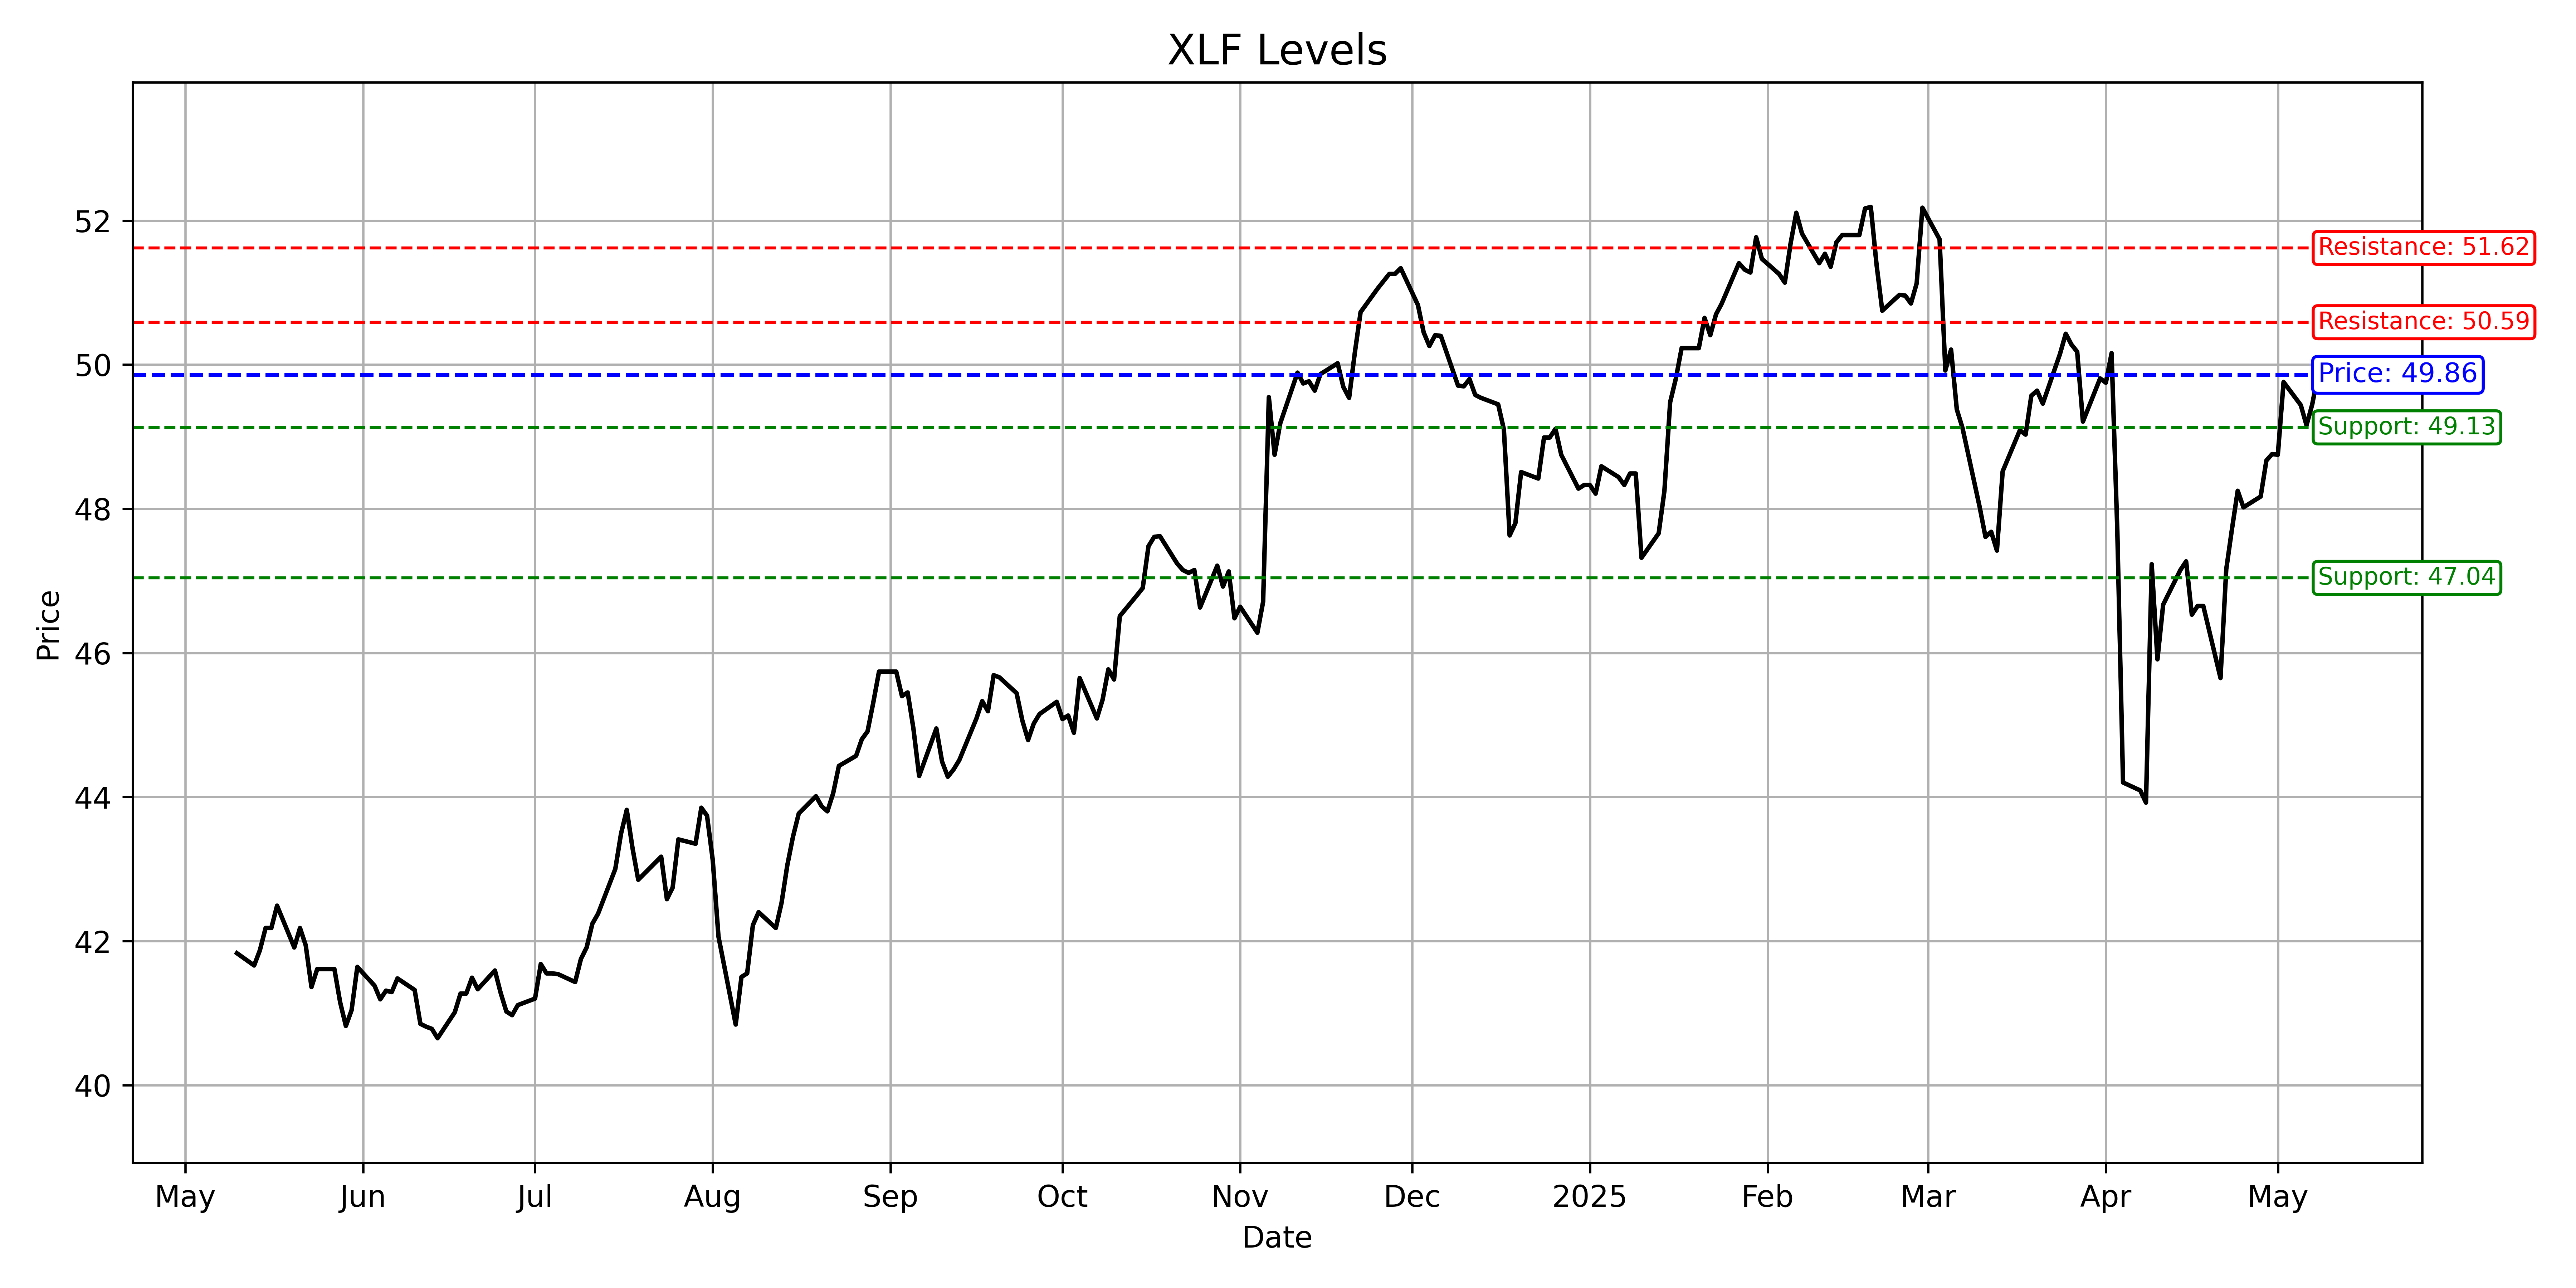 XLF Levels
52
50
48
46
44
42
40
Price
Resistance: 51.62
Resistance: 50.59
Price: 49.86
Support: 49.13
Support: 47.04
May
Jun
Jul
Aug
Sep
Oct
Nov
Dec
2025
Feb
Mar
Apr
May
Date